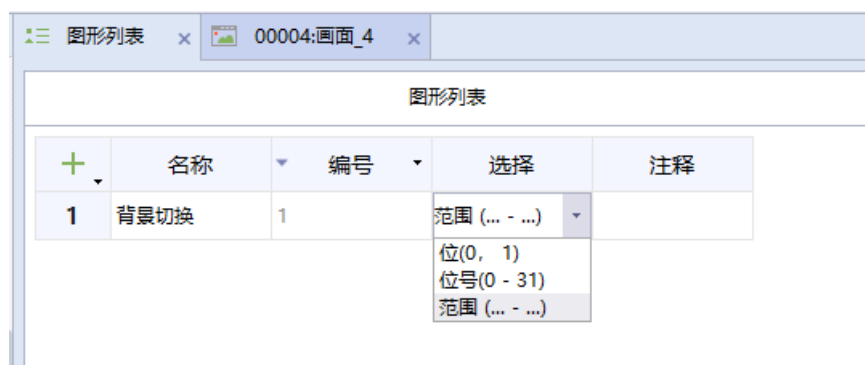 图形列表 × 00004:画面_4 ×
图形列表
名称 编号 选择 注释
1 背景切换 1 范围 (... - ...)
位(0, 1)
位号(0 - 31)
范围 (... - ...)